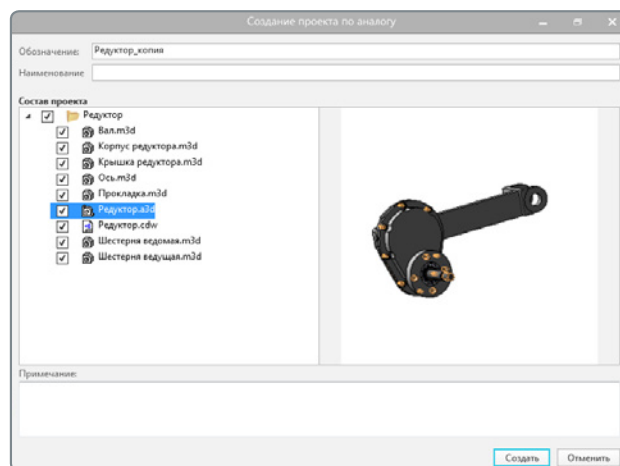 Создание проекта по аналогу
Обозначение: Редуктор_копия
Наименование
Состав проекта
Редуктор
Вал.m3d
Корпус редуктора.m3d
Крышка редуктора.m3d
Ось.m3d
Прокладка.m3d
Редуктор.a3d
Редуктор.cdw
Шестерня ведомая.m3d
Шестерня ведущая.m3d
Примечание:
Создать Отменить